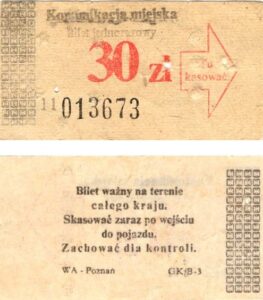 Komunikacja miejska
Bilet jednorazowy
30 zł
Tu
kasować
11 013673
Bilet ważny na terenie
całego kraju.
Skasować zaraz po wejściu
do pojazdu.
Zachować dla kontroli.
WA - Poznań GKjB-3